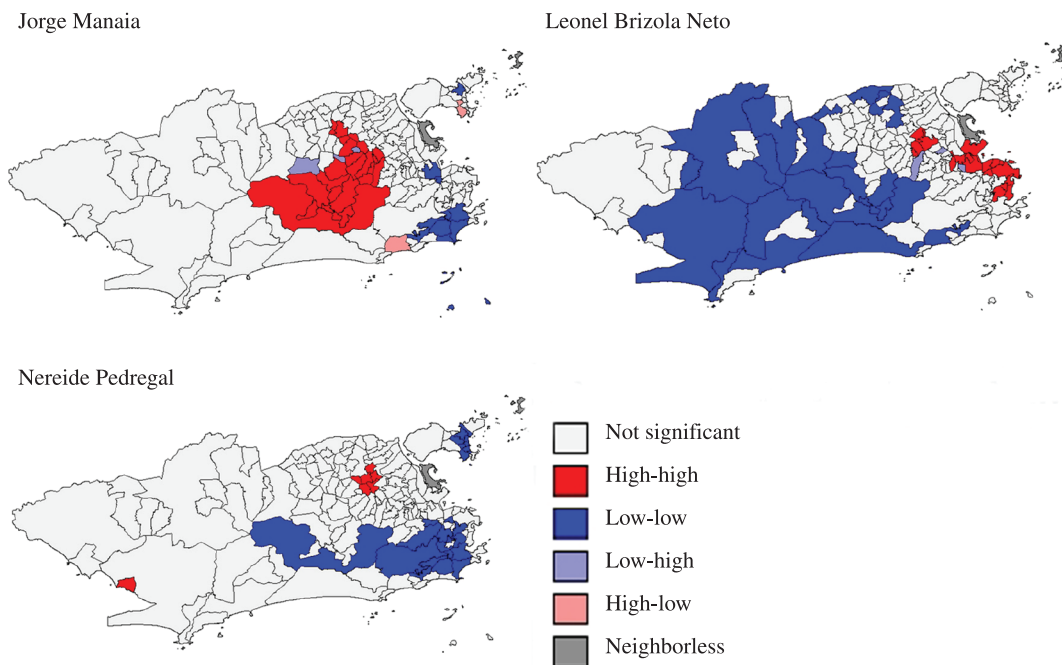 Jorge Manaia
Leonel Brizola Neto
Nereide Pedregal
Not significant
High-high
Low-low
Low-high
High-low
Neighborless